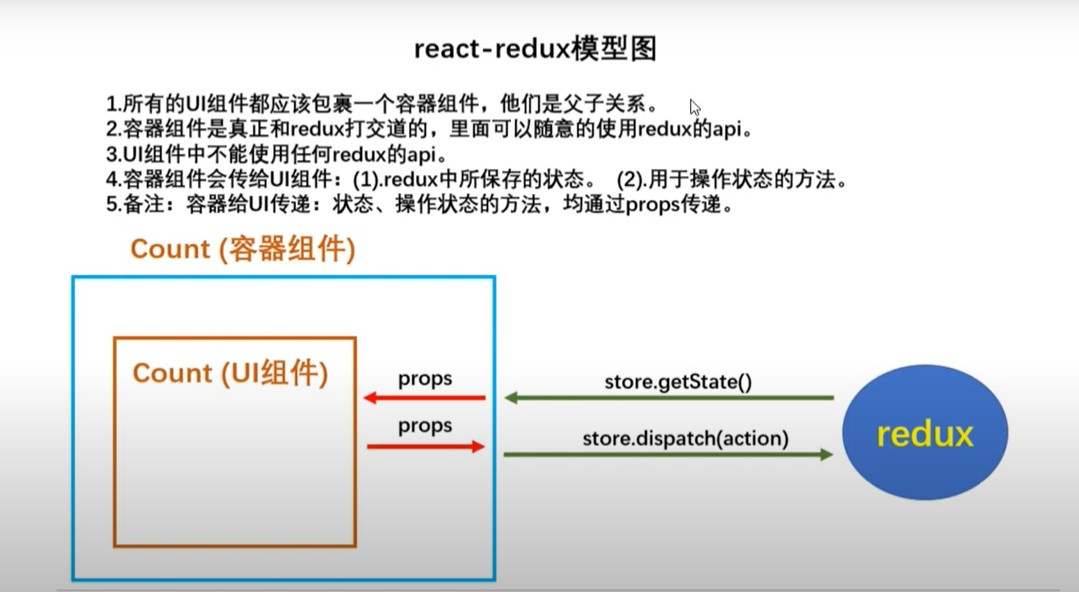 react-redux模型图
1.所有的UI组件都应该包裹一个容器组件，他们是父子关系。
2.容器组件是真正和redux打交道的，里面可以随意的使用redux的api。
3.UI组件中不能使用任何redux的api。
4.容器组件会传给UI组件：(1).redux中所保存的状态。 (2).用于操作状态的方法。
5.备注：容器给UI传递：状态、操作状态的方法，均通过props传递。
Count (容器组件)
Count (UI组件)
props
props
store.getState()
store.dispatch(action)
redux